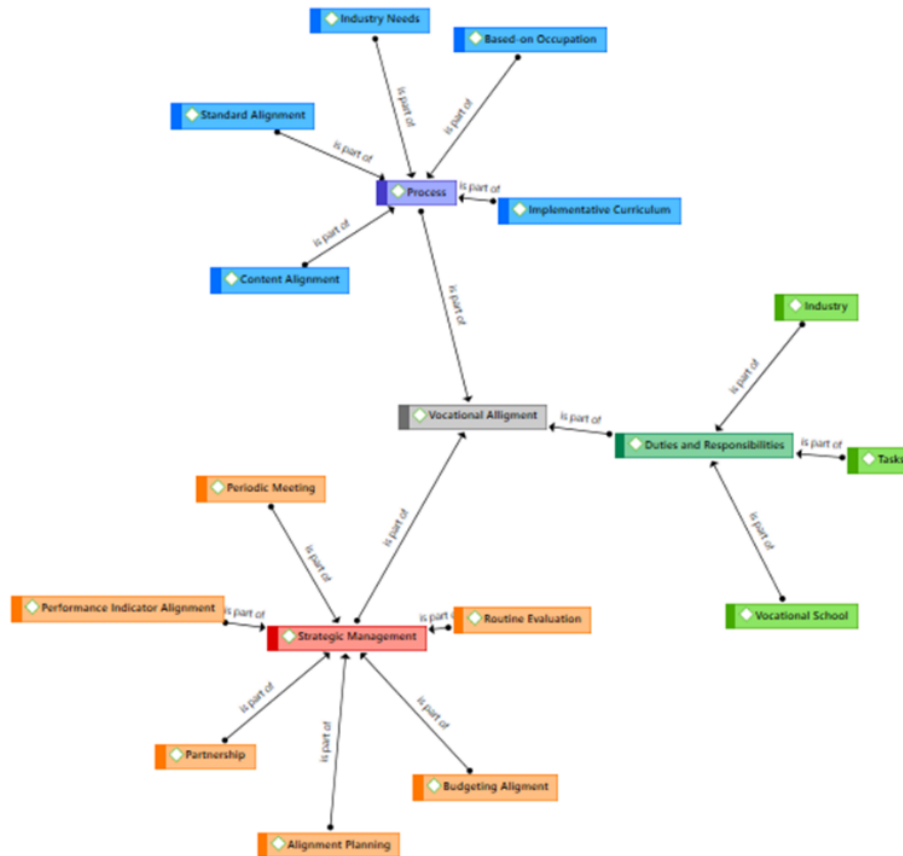 Industry Needs
Based-on Occupation
is part of
is part of
Standard Alignment
is part of
Process
is part of
Implementative Curriculum
is part of
Content Alignment
is part of
Industry
is part of
Vocational Alligment
is part of
Duties and Responsibilities
is part of
Tasks
Periodic Meeting
is part of
is part of
is part of
Performance Indicator Alignment
is part of
is part of
Routine Evaluation
Vocational School
Strategic Management
is part of
is part of
is part of
Partnership
Budgeting Aligment
Alignment Planning